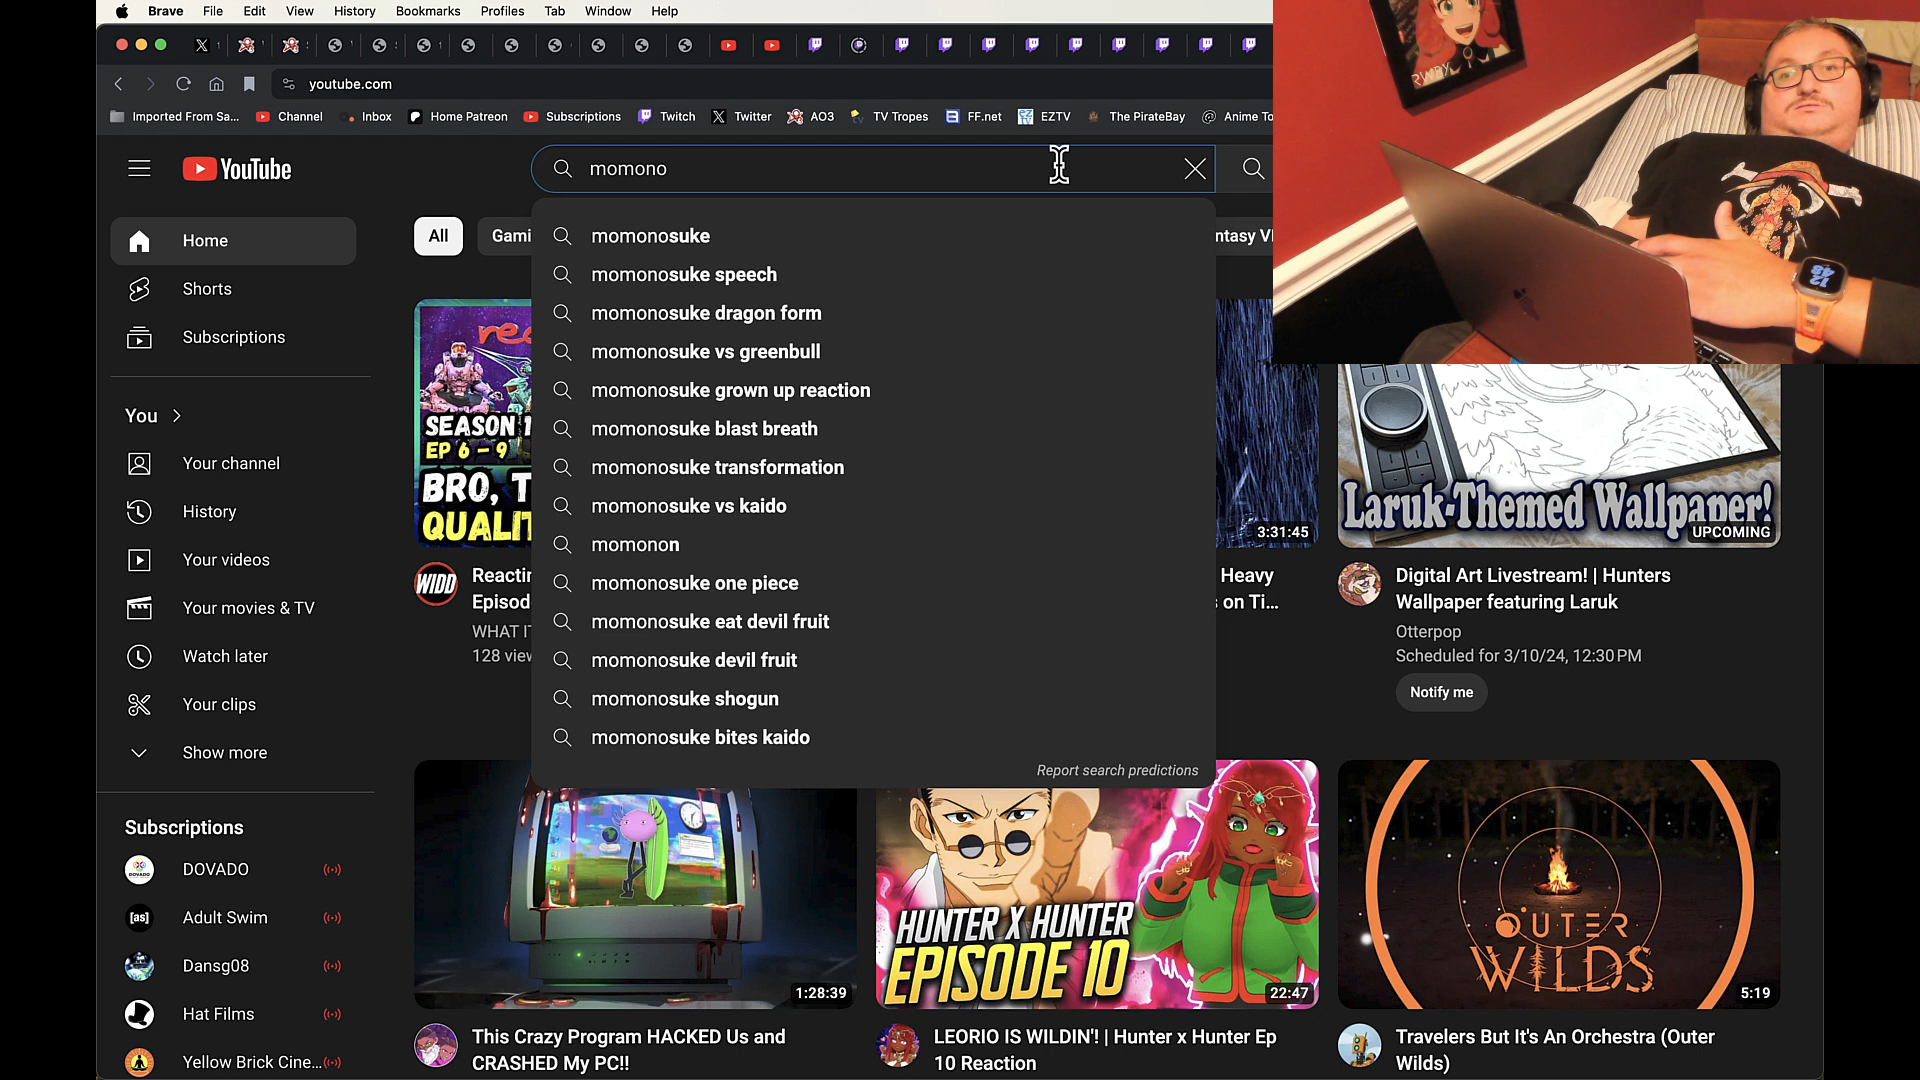 Brave File Edit View History Bookmarks Profiles Tab Window Help
youtube.com
Imported From Sa... Channel Inbox Home Patreon Subscriptions Twitch Twitter AO3 TV Tropes FF.net EZTV The PirateBay Anime To
YouTube
momono
Home
Shorts
Subscriptions
You
Your channel
History
Your videos
Your movies & TV
Watch later
Your clips
Show more
Subscriptions
DOVADO
Adult Swim
Dansg08
Hat Films
Yellow Brick Cine...
All
Gami
ntasy
momonosuke
momonosuke speech
momonosuke dragon form
momonosuke vs greenbull
momonosuke grown up reaction
momonosuke blast breath
momonosuke transformation
momonosuke vs kaido
momonon
momonosuke one piece
momonosuke eat devil fruit
momonosuke devil fruit
momonosuke shogun
momonosuke bites kaido
Report search predictions
SEASON 1
EP 6 - 9
BRO, T
QUALIT
WIDD
Reactin
Episod
WHAT IT
128 view
3:31:45
Heavy
on Ti...
Laruk-Themed Wallpaper!
UPCOMING
Digital Art Livestream! | Hunters
Wallpaper featuring Laruk
Otterpop
Scheduled for 3/10/24, 12:30 PM
Notify me
1:28:39
This Crazy Program HACKED Us and
CRASHED My PC!!
HUNTER X HUNTER
EPISODE 10
22:47
LEORIO IS WILDIN'! | Hunter x Hunter Ep
10 Reaction
OUTER
WILDS
5:19
Travelers But It's An Orchestra (Outer
Wilds)
RWBY
[as]
12
43